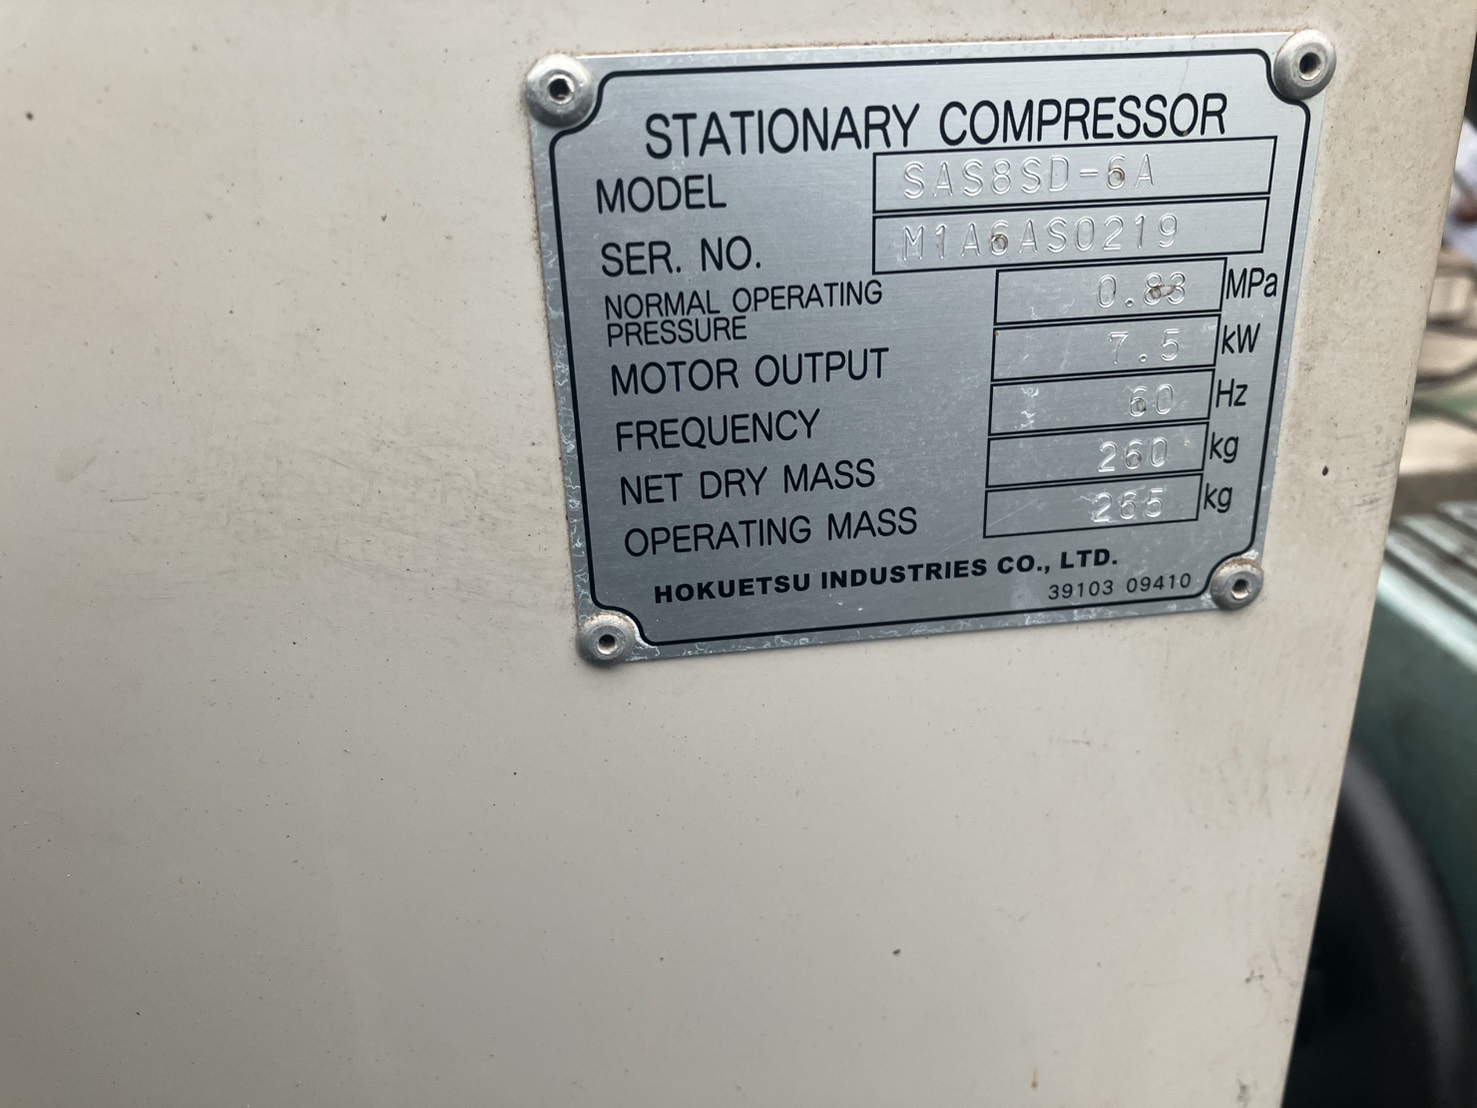 STATIONARY COMPRESSOR
MODEL SAS8SD-6A
SER. NO. M1A6AS0219
NORMAL OPERATING
PRESSURE 0.83 MPa
MOTOR OUTPUT 7.5 kW
FREQUENCY 60 Hz
NET DRY MASS 260 kg
OPERATING MASS 265 kg
HOKUETSU INDUSTRIES CO., LTD.
39103 09410